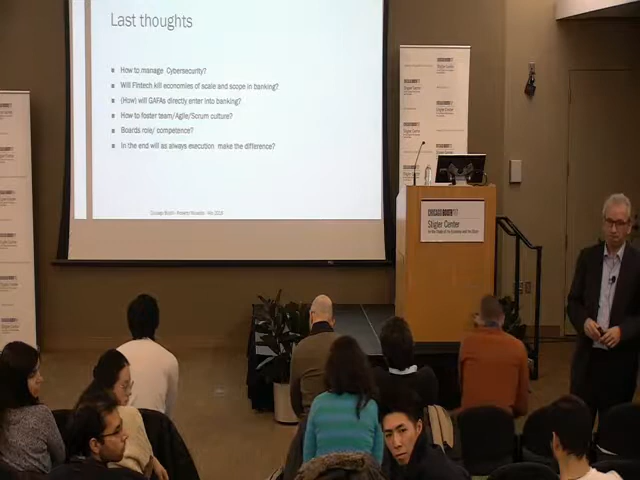 Last thoughts
How to manage Cybersecurity?
Will Fintech kill economies of scale and scope in banking?
(How) will GAFAs directly enter into banking?
How to foster team/Agile/Scrum culture?
Boards role/ competence?
In the end will as always execution make the difference?
CHICAGO BOOTH
Stigler Center